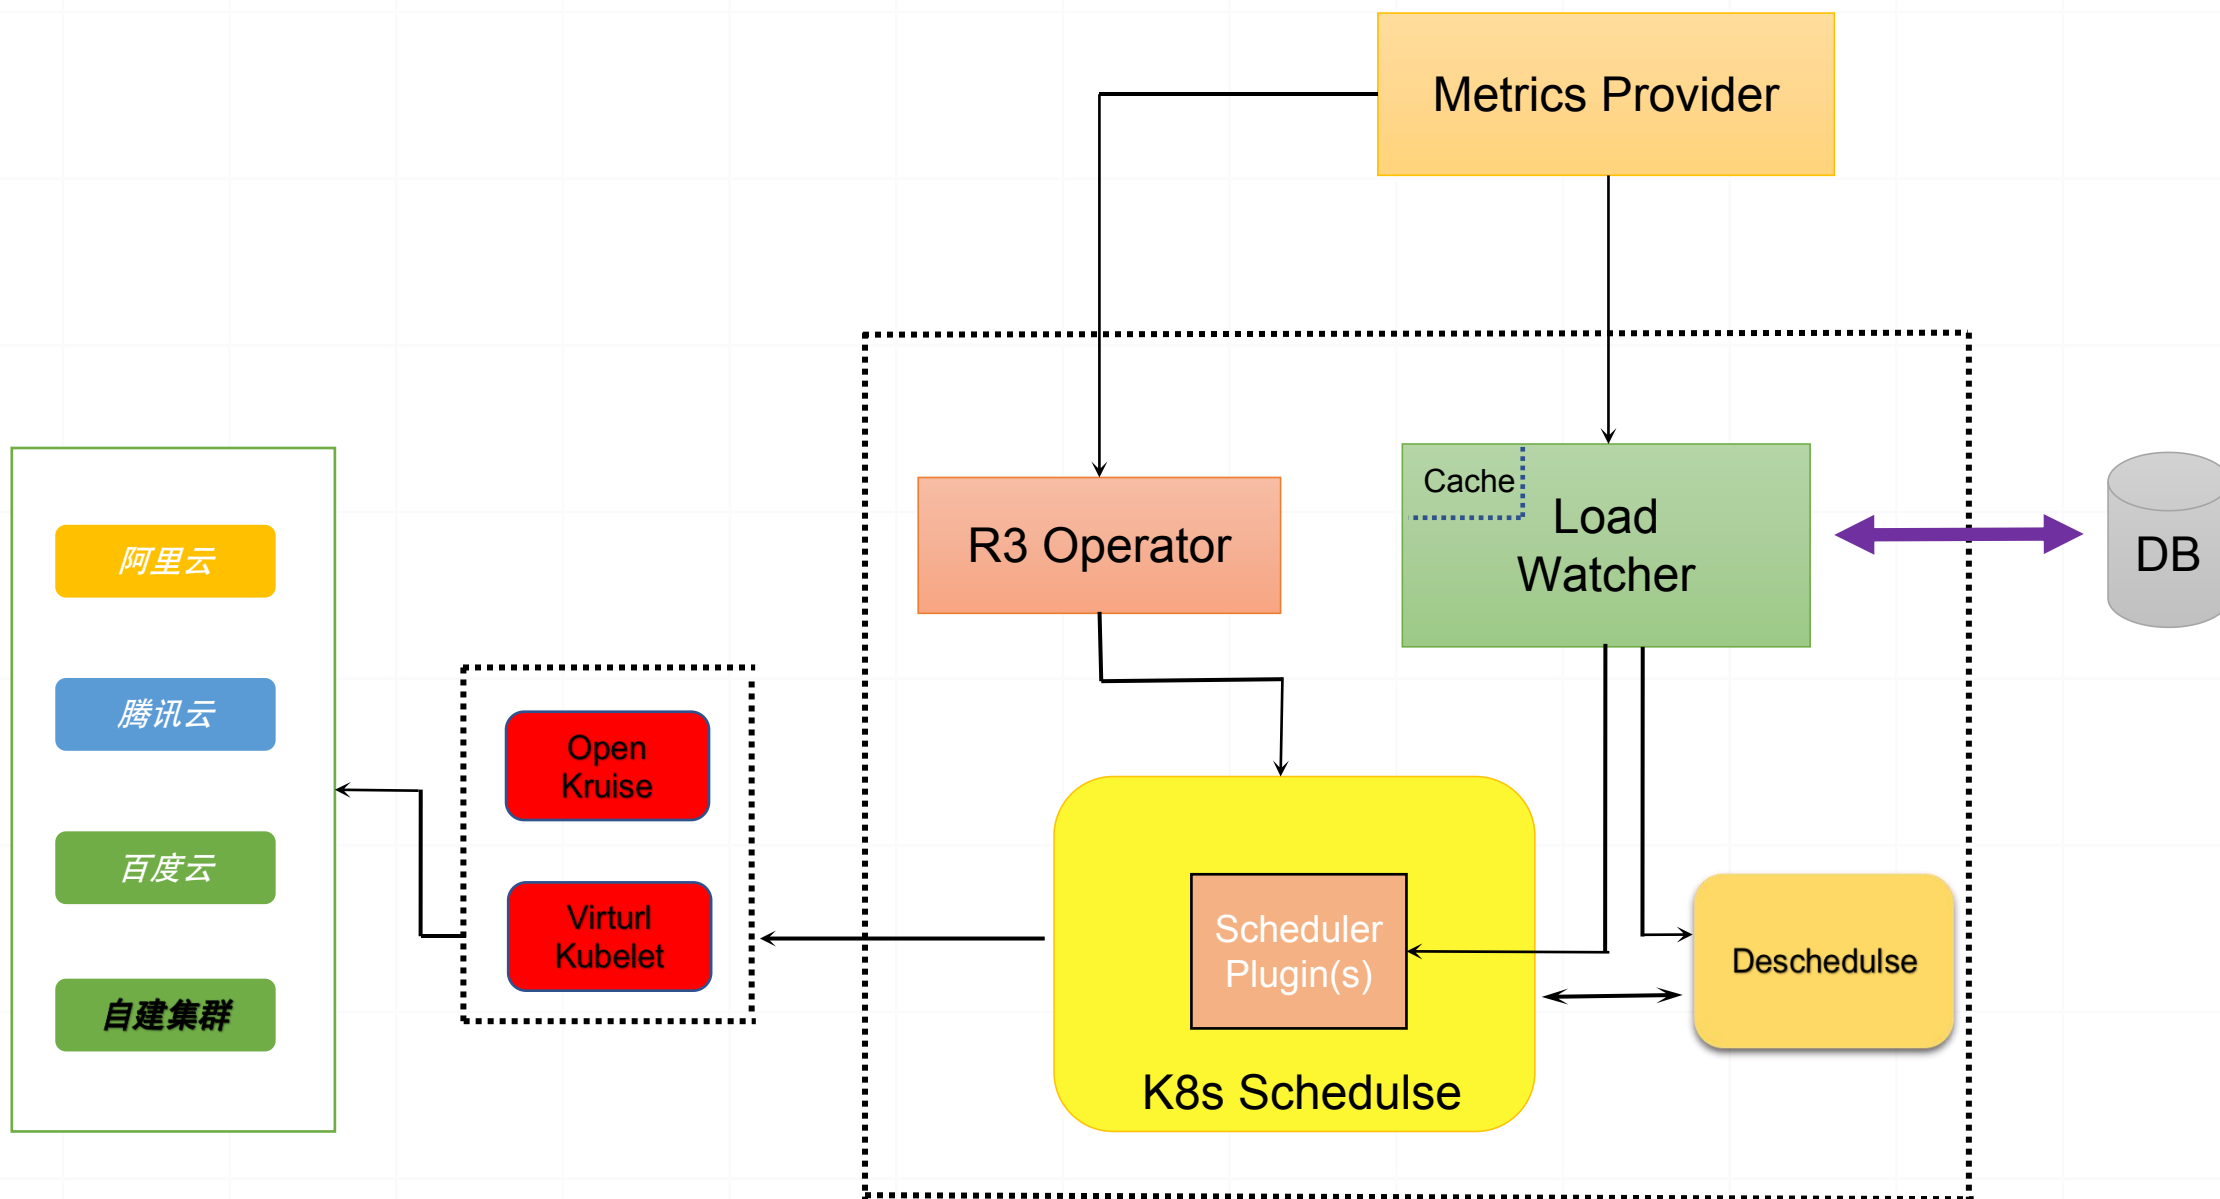 Metrics Provider
Cache
Load
Watcher
R3 Operator
DB
阿里云
腾讯云
百度云
自建集群
Open
Kruise
Virturl
Kubelet
Scheduler
Plugin(s)
K8s Schedulse
Deschedulse